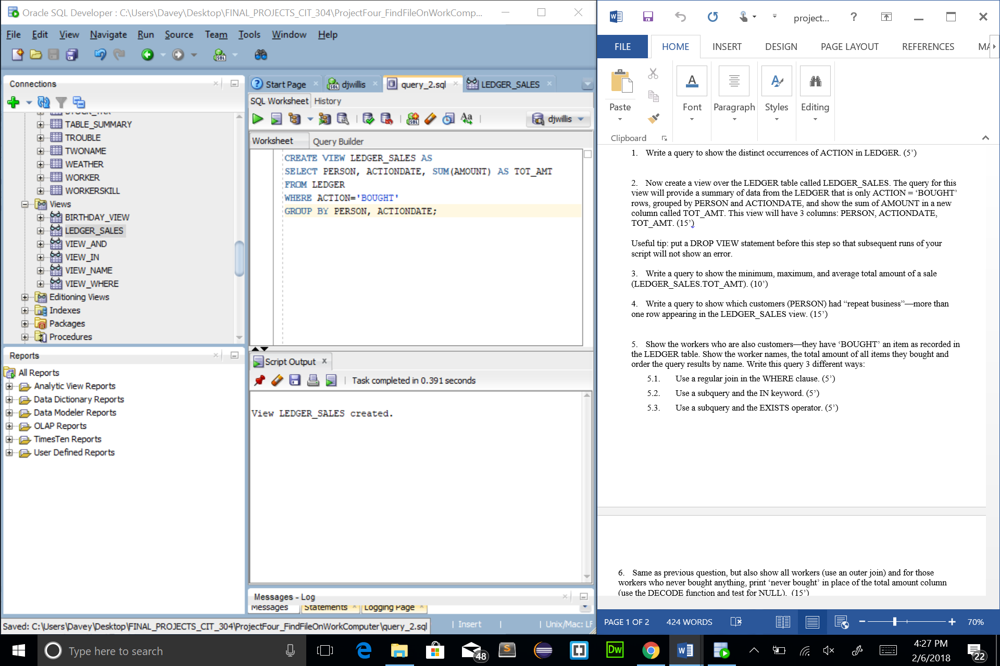 Oracle SQL Developer : C:\Users\Davey\Desktop\FINAL_PROJECTS_CIT_304\ProjectFour_FindFileOnWorkComp...
File Edit View Navigate Run Source Team Tools Window Help
Connections
TABLE_SUMMARY
TROUBLE
TWONAME
WEATHER
WORKER
WORKERSKILL
Views
BIRTHDAY_VIEW
LEDGER_SALES
VIEW_AND
VIEW_IN
VIEW_NAME
VIEW_WHERE
Editioning Views
Indexes
Packages
Procedures
Reports
All Reports
Analytic View Reports
Data Dictionary Reports
Data Modeler Reports
OLAP Reports
TimesTen Reports
User Defined Reports
Start Page djwillis query_2.sql LEDGER_SALES
SQL Worksheet History
djwillis
Worksheet Query Builder
CREATE VIEW LEDGER_SALES AS
SELECT PERSON, ACTIONDATE, SUM(AMOUNT) AS TOT_AMT
FROM LEDGER
WHERE ACTION='BOUGHT'
GROUP BY PERSON, ACTIONDATE;
Script Output x
Task completed in 0.391 seconds
View LEDGER_SALES created.
Messages - Log
Messages Statements Logging Page
Saved: C:\Users\Davey\Desktop\FINAL_PROJECTS_CIT_304\ProjectFour_FindFileOnWorkComputer\query_2.sql
Insert Unix/Mac: LF
project...
FILE HOME INSERT DESIGN PAGE LAYOUT REFERENCES MA
Paste Font Paragraph Styles Editing
Clipboard
1. Write a query to show the distinct occurrences of ACTION in LEDGER. (5’)
2. Now create a view over the LEDGER table called LEDGER_SALES. The query for this
view will provide a summary of data from the LEDGER that is only ACTION = ‘BOUGHT’
rows, grouped by PERSON and ACTIONDATE, and show the sum of AMOUNT in a new
column called TOT_AMT. This view will have 3 columns: PERSON, ACTIONDATE,
TOT_AMT. (15’)
Useful tip: put a DROP VIEW statement before this step so that subsequent runs of your
script will not show an error.
3. Write a query to show the minimum, maximum, and average total amount of a sale
(LEDGER_SALES.TOT_AMT). (10’)
4. Write a query to show which customers (PERSON) had “repeat business”—more than
one row appearing in the LEDGER_SALES view. (15’)
5. Show the workers who are also customers—they have ‘BOUGHT’ an item as recorded in
the LEDGER table. Show the worker names, the total amount of all items they bought and
order the query results by name. Write this query 3 different ways:
5.1. Use a regular join in the WHERE clause. (5’)
5.2. Use a subquery and the IN keyword. (5’)
5.3. Use a subquery and the EXISTS operator. (5’)
6. Same as previous question, but also show all workers (use an outer join) and for those
workers who never bought anything, print ‘never bought’ in place of the total amount column
(use the DECODE function and test for NULL). (15’)
PAGE 1 OF 2 424 WORDS 70%
Type here to search
48
Dw
4:27 PM
2/6/2018
22